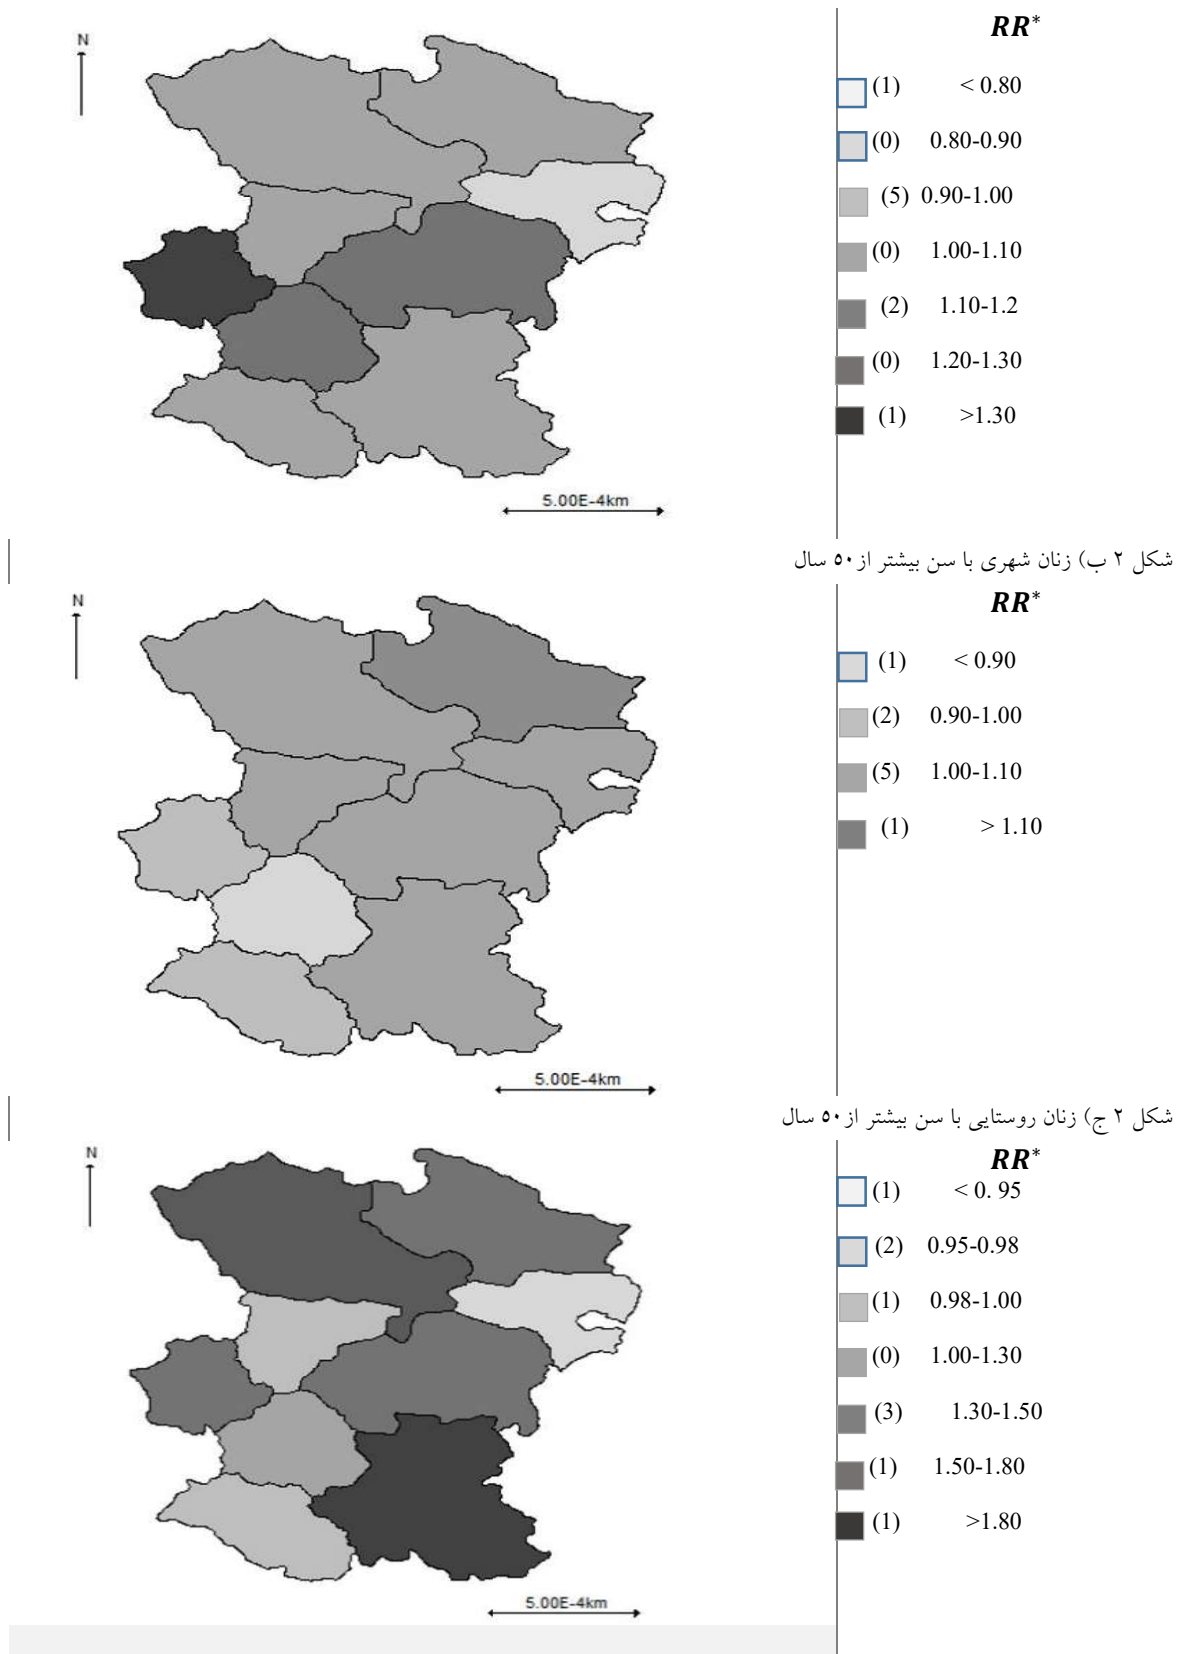 N
RR*
(1) < 0.80
(0) 0.80-0.90
(5) 0.90-1.00
(0) 1.00-1.10
(2) 1.10-1.2
(0) 1.20-1.30
(1) >1.30
5.00E-4km
شکل ۲ ب) زنان شهری با سن بیشتر از ۵۰ سال
N
RR*
(1) < 0.90
(2) 0.90-1.00
(5) 1.00-1.10
(1) > 1.10
5.00E-4km
شکل ۲ ج) زنان روستایی با سن بیشتر از ۵۰ سال
N
RR*
(1) < 0. 95
(2) 0.95-0.98
(1) 0.98-1.00
(0) 1.00-1.30
(3) 1.30-1.50
(1) 1.50-1.80
(1) >1.80
5.00E-4km